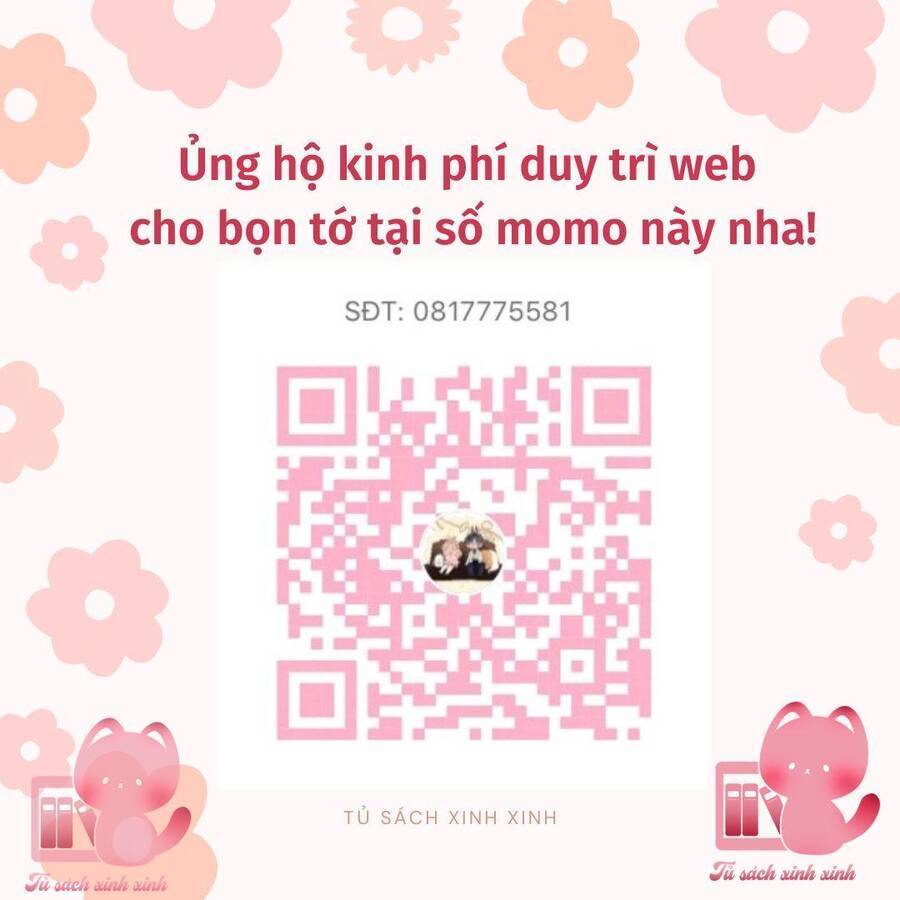 Ủng hộ kinh phí duy trì web
cho bọn tớ tại số momo này nha!
SĐT: 0817775581
TỦ SÁCH XINH XINH
Tủ sách xinh xinh
Tủ sách xinh xinh